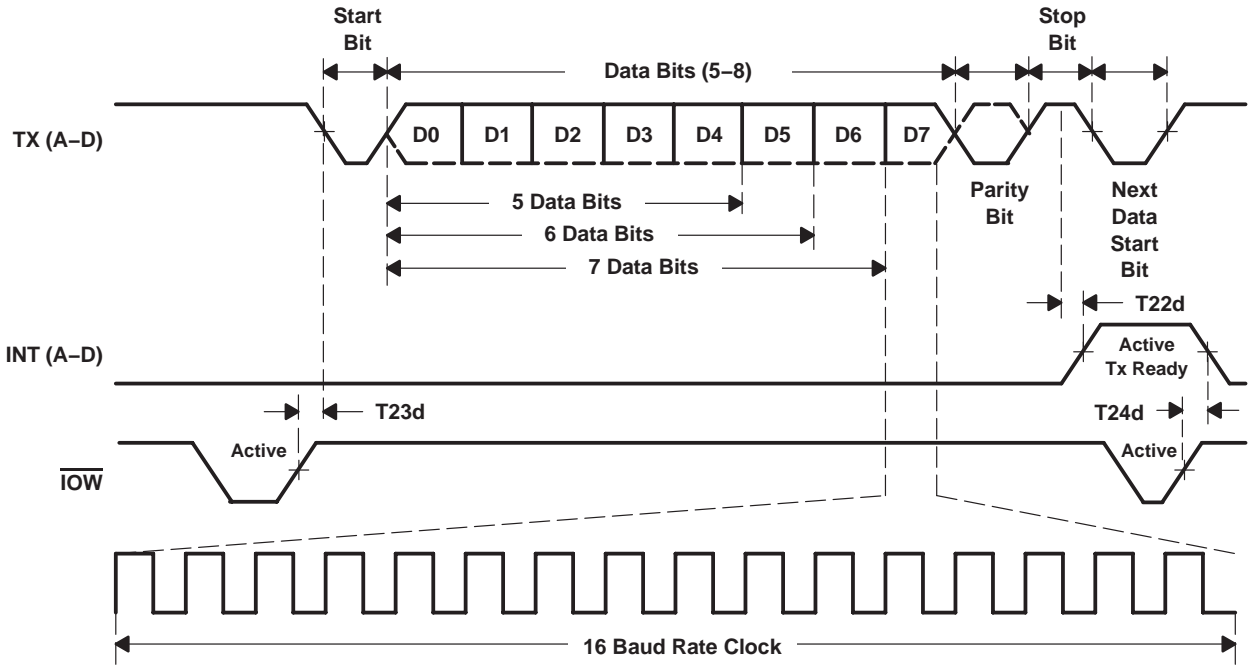 Start
Bit
Stop
Bit
Data Bits (5–8)
TX (A–D)
D0 D1 D2 D3 D4 D5 D6 D7
5 Data Bits
6 Data Bits
7 Data Bits
Parity
Bit
Next
Data
Start
Bit
T22d
INT (A–D)
Active
Tx Ready
T23d
T24d
IOW
Active
Active
16 Baud Rate Clock